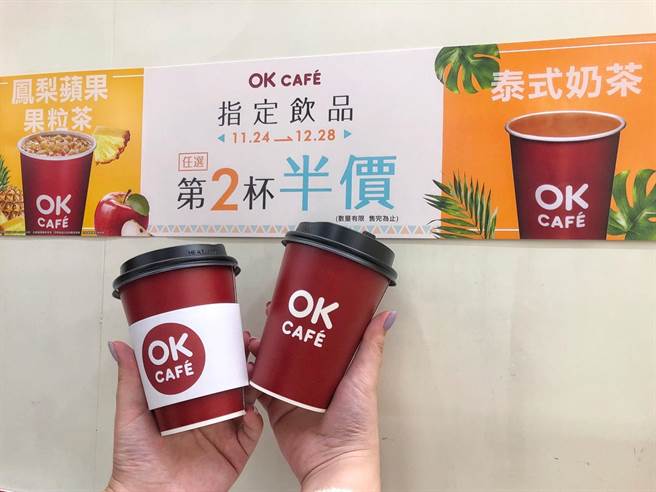 鳳梨蘋果
果粒茶
OK
CAFÉ
OK CAFÉ
指定飲品
11.24 12.28
任選
第2杯半價
(數量有限 售完為止)
泰式奶茶
OK
CAFÉ
OK
CAFÉ
OK
CAFÉ